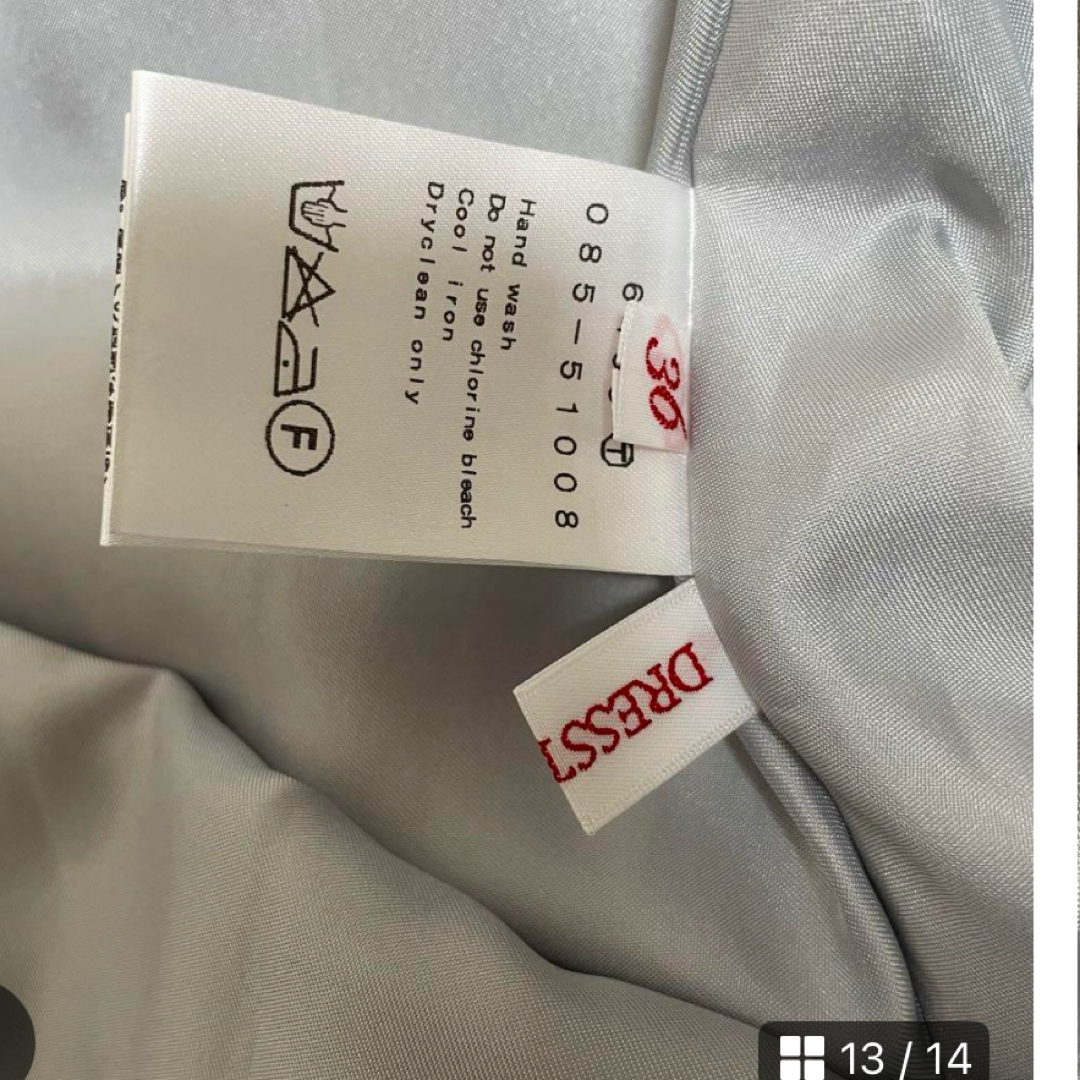 36
085-51008
Hand wash
Do not use chlorine bleach
Cool iron
Dryclean only
F
DRESST
13 / 14